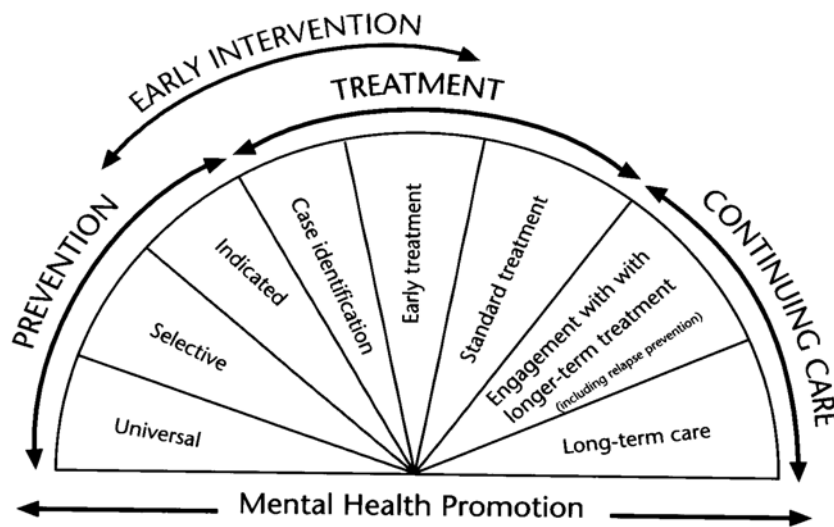 EARLY INTERVENTION
TREATMENT
PREVENTION
CONTINUING CARE
Universal
Selective
Indicated
Case identification
Early treatment
Standard treatment
Engagement with with
longer-term treatment
(including relapse prevention)
Long-term care
Mental Health Promotion